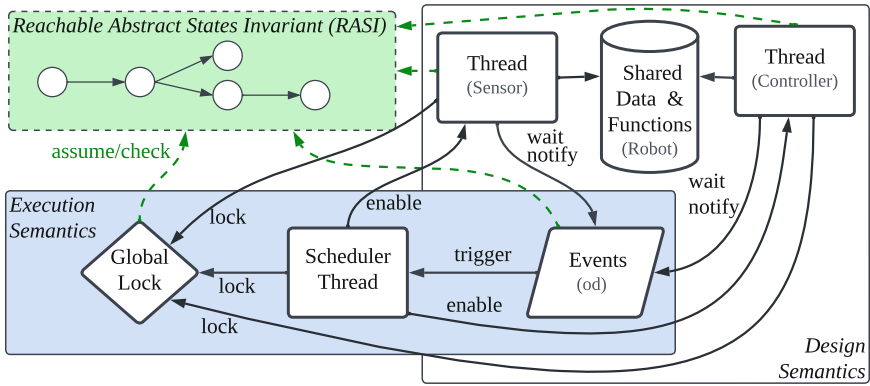 Reachable Abstract States Invariant (RASI)
Thread
(Sensor)
Shared
Data &
Functions
(Robot)
Thread
(Controller)
assume/check
wait
notify
wait
notify
Execution
Semantics
lock
enable
Global
Lock
lock
Scheduler
Thread
trigger
Events
(od)
enable
lock
Design
Semantics